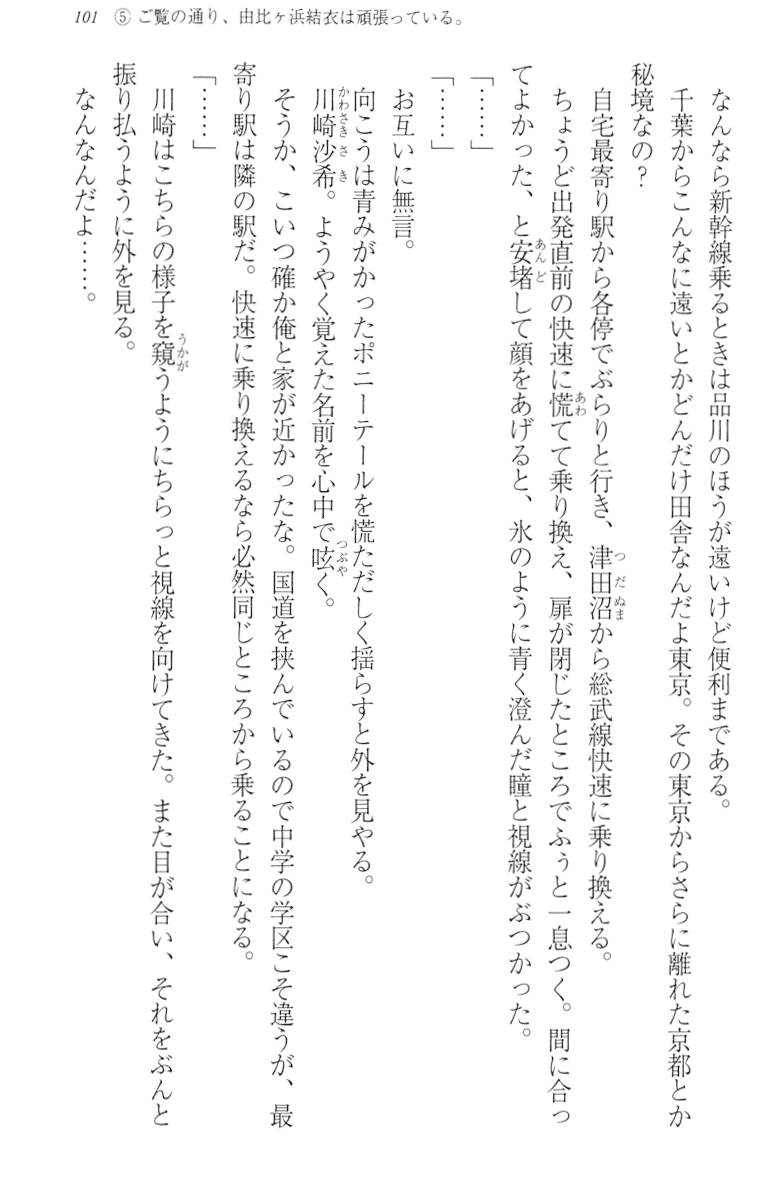 101 ⑤ ご覧の通り、由比ヶ浜結衣は頑張っている。
なんなら新幹線乗るときは品川のほうが遠いけど便利まである。
千葉からこんなに遠いとかどんだけ田舎なんだよ東京。その東京からさらに離れた京都とか
秘境なの？
自宅最寄り駅から各停でぶらりと行き、津田沼から総武線快速に乗り換える。
ちょうど出発直前の快速に慌てて乗り換え、扉が閉じたところでふぅと一息つく。間に合っ
てよかった、と安堵して顔をあげると、氷のように青く澄んだ瞳と視線がぶつかった。
「……」
「……」
お互いに無言。
向こうは青みがかったポニーテールを慌ただしく揺らすと外を見やる。
川崎沙希。ようやく覚えた名前を心中で呟く。
そうか、こいつ確か俺と家が近かったな。国道を挟んでいるので中学の学区こそ違うが、最
寄り駅は隣の駅だ。快速に乗り換えるなら必然同じところから乗ることになる。
「……」
川崎はこちらの様子を窺うようにちらっと視線を向けてきた。また目が合い、それをぶんと
振り払うように外を見る。
なんなんだよ……。